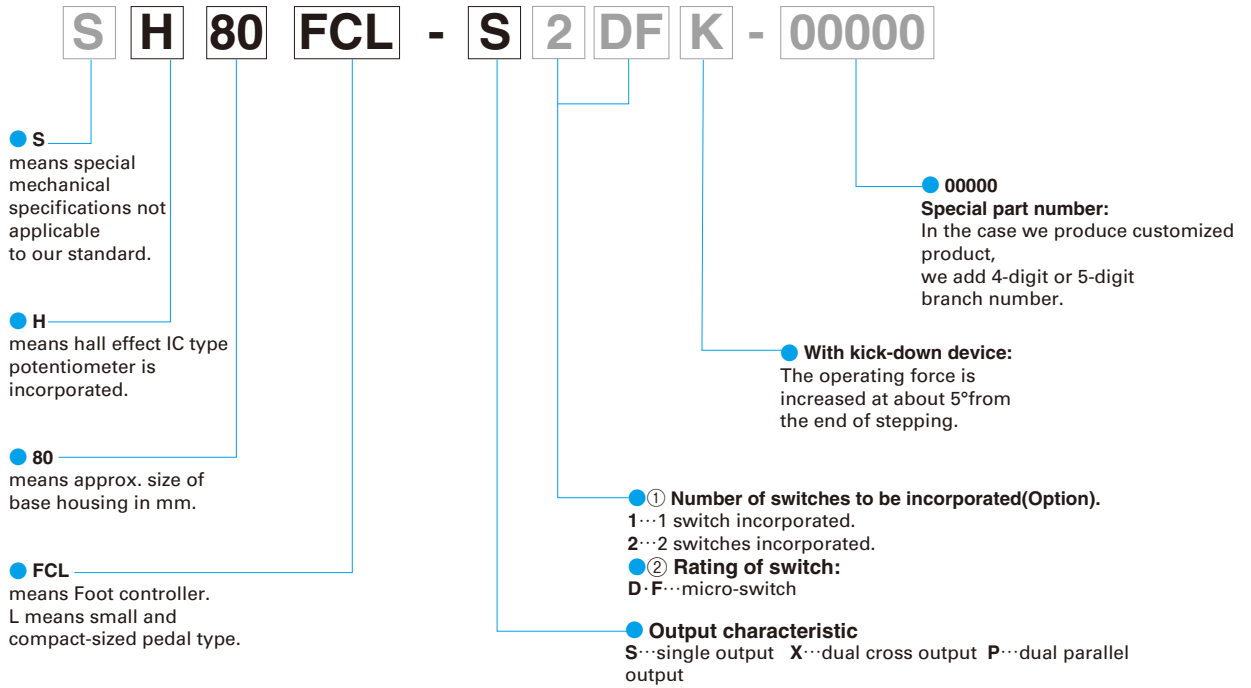 S H 80 FCL - S 2 DF K - 00000
● S
means special
mechanical
specifications not
applicable
to our standard.
● H
means hall effect IC type
potentiometer is
incorporated.
● 80
means approx. size of
base housing in mm.
● FCL
means Foot controller.
L means small and
compact-sized pedal type.
● 00000
Special part number:
In the case we produce customized
product,
we add 4-digit or 5-digit
branch number.
● With kick-down device:
The operating force is
increased at about 5°from
the end of stepping.
●① Number of switches to be incorporated(Option).
1…1 switch incorporated.
2…2 switches incorporated.
●② Rating of switch:
D·F…micro-switch
● Output characteristic
S…single output X…dual cross output P…dual parallel
output